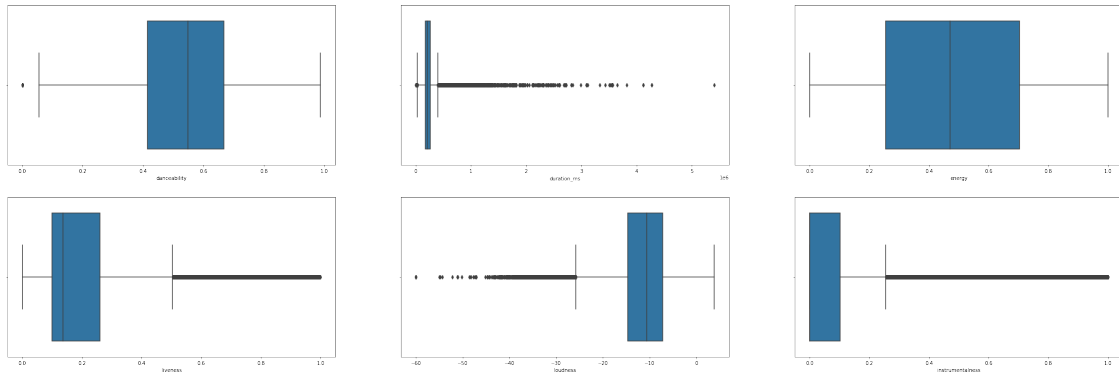 0.0 0.2 0.4 0.6 0.8 1.0
danceability
0 1 2 3 4 5
1e6
duration_ms
0.0 0.2 0.4 0.6 0.8 1.0
energy
0.0 0.2 0.4 0.6 0.8 1.0
liveness
−60 −50 −40 −30 −20 −10 0
loudness
0.0 0.2 0.4 0.6 0.8 1.0
instrumentalness